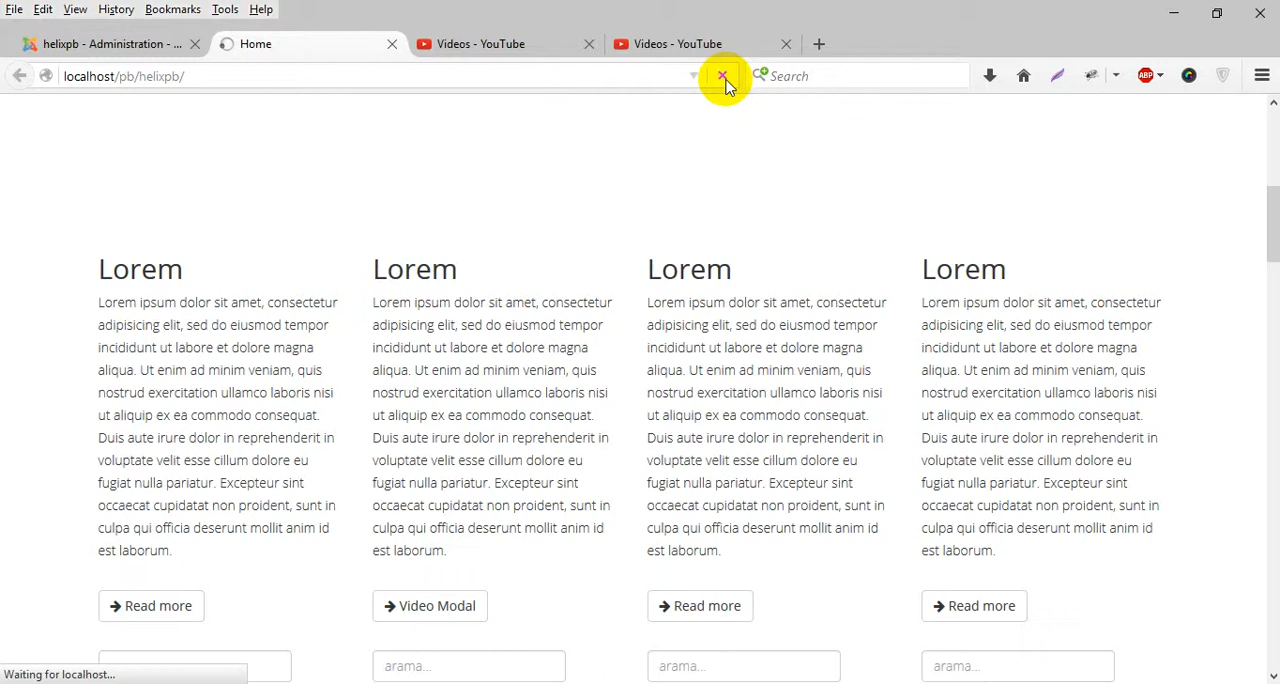 File Edit View History Bookmarks Tools Help
helixpb - Administration - ...
Home
Videos - YouTube
Videos - YouTube
localhost/pb/helixpb/
Search
ABP
Lorem
Lorem ipsum dolor sit amet, consectetur
adipisicing elit, sed do eiusmod tempor
incididunt ut labore et dolore magna
aliqua. Ut enim ad minim veniam, quis
nostrud exercitation ullamco laboris nisi
ut aliquip ex ea commodo consequat.
Duis aute irure dolor in reprehenderit in
voluptate velit esse cillum dolore eu
fugiat nulla pariatur. Excepteur sint
occaecat cupidatat non proident, sunt in
culpa qui officia deserunt mollit anim id
est laborum.
Read more
Lorem
Lorem ipsum dolor sit amet, consectetur
adipisicing elit, sed do eiusmod tempor
incididunt ut labore et dolore magna
aliqua. Ut enim ad minim veniam, quis
nostrud exercitation ullamco laboris nisi
ut aliquip ex ea commodo consequat.
Duis aute irure dolor in reprehenderit in
voluptate velit esse cillum dolore eu
fugiat nulla pariatur. Excepteur sint
occaecat cupidatat non proident, sunt in
culpa qui officia deserunt mollit anim id
est laborum.
Video Modal
arama...
Lorem
Lorem ipsum dolor sit amet, consectetur
adipisicing elit, sed do eiusmod tempor
incididunt ut labore et dolore magna
aliqua. Ut enim ad minim veniam, quis
nostrud exercitation ullamco laboris nisi
ut aliquip ex ea commodo consequat.
Duis aute irure dolor in reprehenderit in
voluptate velit esse cillum dolore eu
fugiat nulla pariatur. Excepteur sint
occaecat cupidatat non proident, sunt in
culpa qui officia deserunt mollit anim id
est laborum.
Read more
arama...
Lorem
Lorem ipsum dolor sit amet, consectetur
adipisicing elit, sed do eiusmod tempor
incididunt ut labore et dolore magna
aliqua. Ut enim ad minim veniam, quis
nostrud exercitation ullamco laboris nisi
ut aliquip ex ea commodo consequat.
Duis aute irure dolor in reprehenderit in
voluptate velit esse cillum dolore eu
fugiat nulla pariatur. Excepteur sint
occaecat cupidatat non proident, sunt in
culpa qui officia deserunt mollit anim id
est laborum.
Read more
arama...
Waiting for localhost...